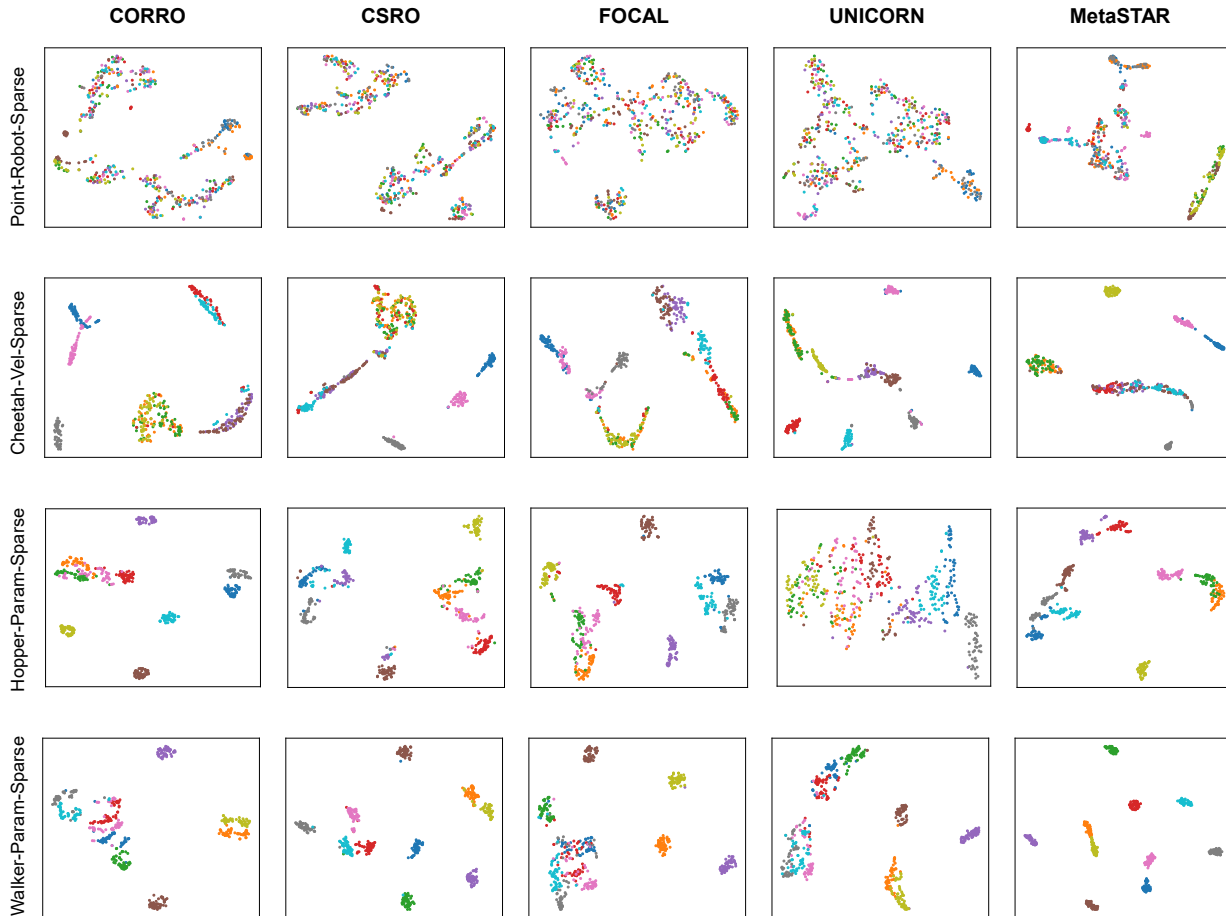 CORRO CSRO FOCAL UNICORN MetaSTAR
Point-Robot-Sparse
Cheetah-Vel-Sparse
Hopper-Param-Sparse
Walker-Param-Sparse